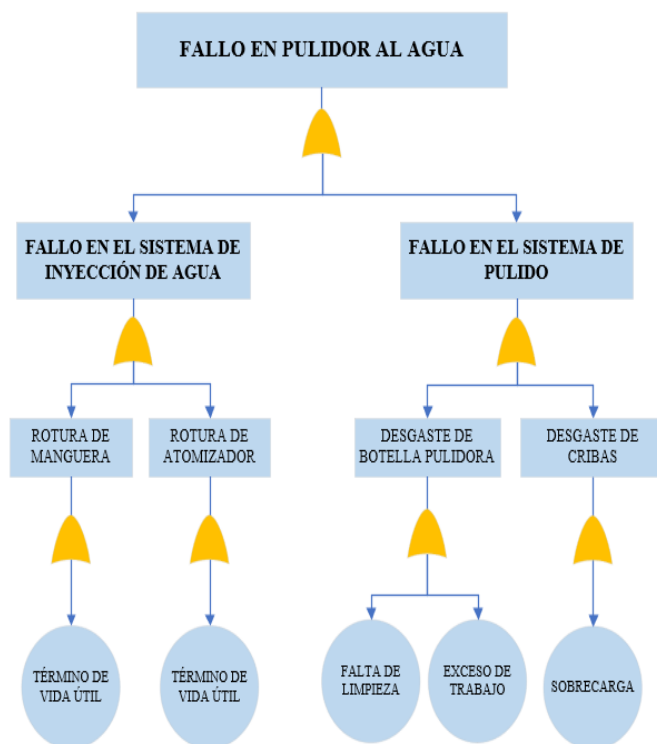 FALLO EN PULIDOR AL AGUA
FALLO EN EL SISTEMA DE
INYECCIÓN DE AGUA
FALLO EN EL SISTEMA DE
PULIDO
ROTURA DE
MANGUERA
ROTURA DE
ATOMIZADOR
DESGASTE DE
BOTELLA PULIDORA
DESGASTE DE
CRIBAS
TÉRMINO DE
VIDA ÚTIL
TÉRMINO DE
VIDA ÚTIL
FALTA DE
LIMPIEZA
EXCESO DE
TRABAJO
SOBRECARGA